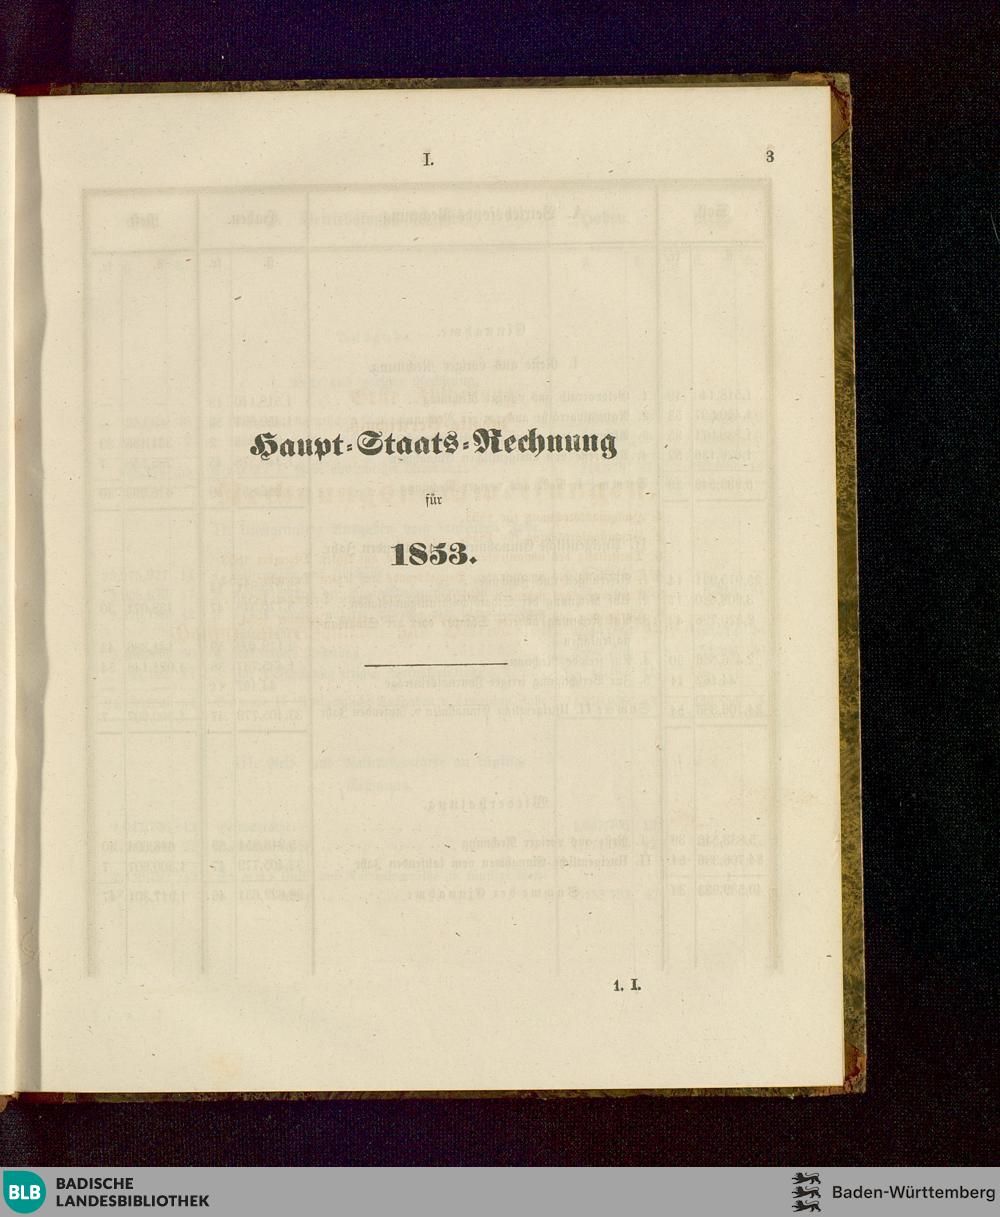 I.
3
Haupt-Staats-Rechnung
für
1853.
1. I.
BLB
BADISCHE
LANDESBIBLIOTHEK
Baden-Württemberg